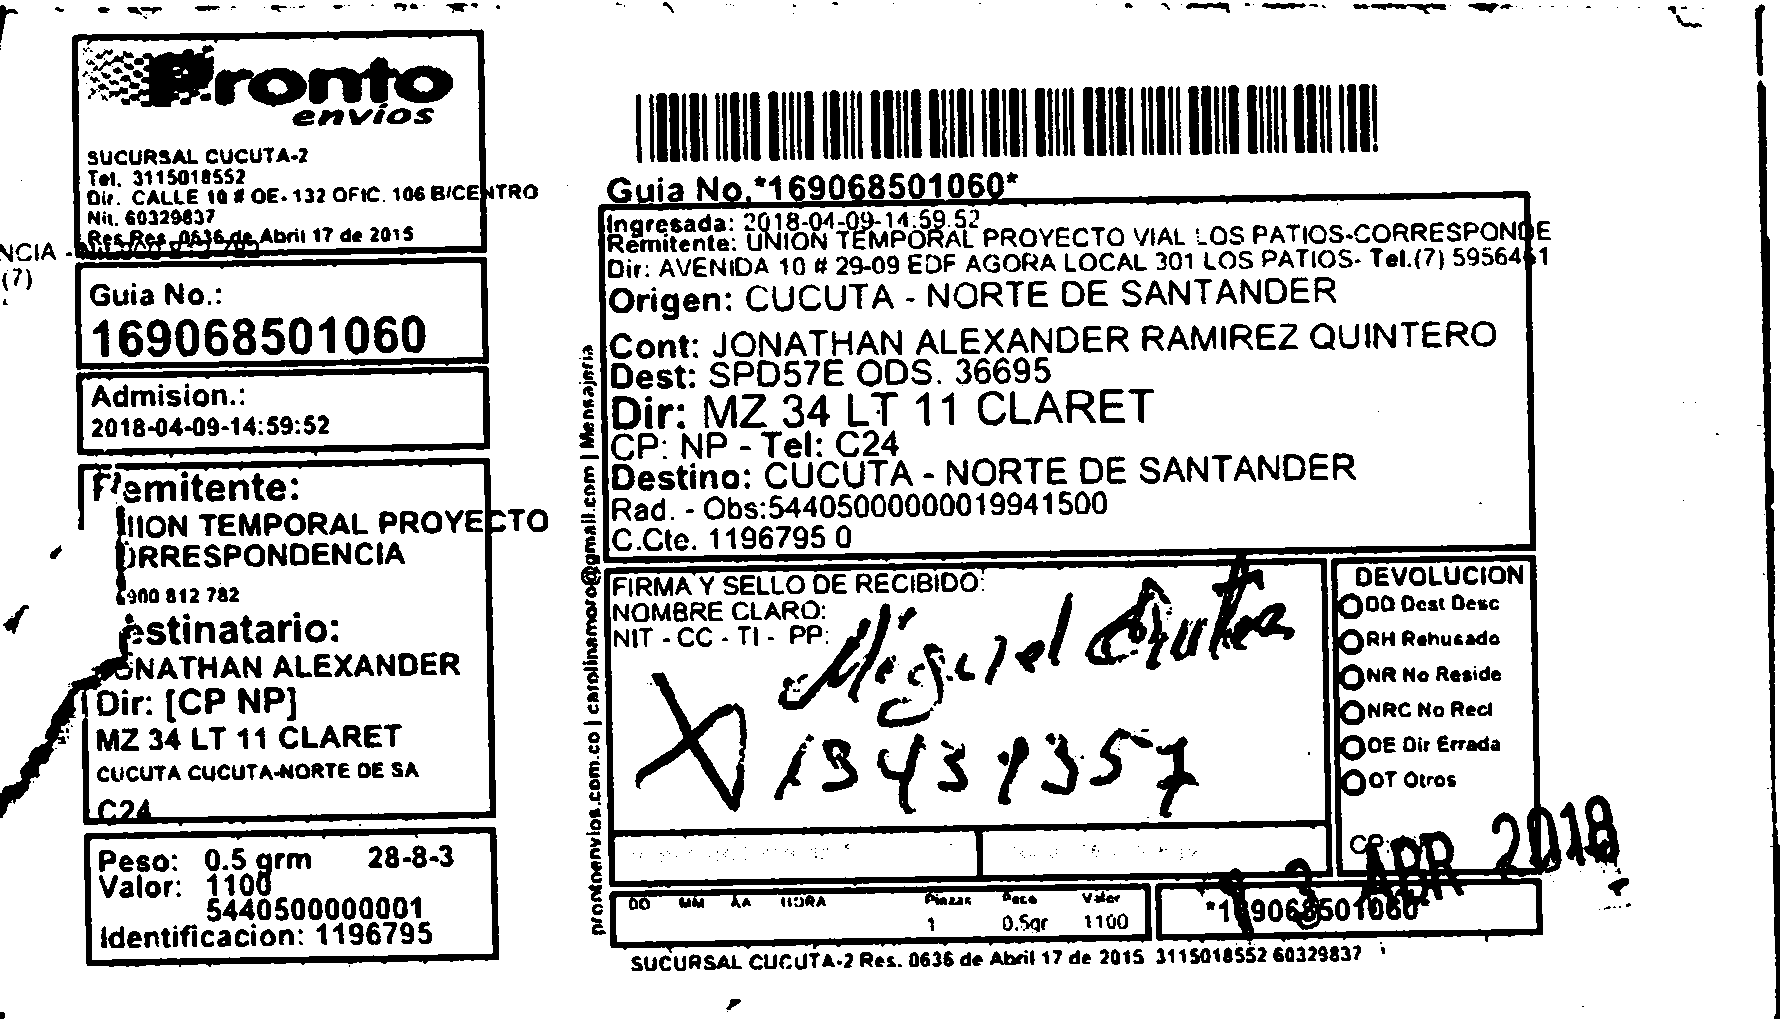 Pronto
envíos
SUCURSAL CUCUTA-2
Tel. 3115018552
Dir. CALLE 10 # OE-132 OFIC. 106 B/CENTRO
Nit. 60329837
Res.Res. 0636 de Abril 17 de 2015
NCIA -
(7)
Guia No.:
169068501060
Admision.:
2018-04-09-14:59:52
Remitente:
NION TEMPORAL PROYECTO
ORRESPONDENCIA
900 812 782
estinatario:
ONATHAN ALEXANDER
Dir: [CP NP]
MZ 34 LT 11 CLARET
CUCUTA CUCUTA-NORTE DE SA
C24
Peso: 0.5 grm 28-8-3
Valor: 1100
5440500000001
Identificacion: 1196795
prontoenvios.com.co | carolinamoro@gmail.com | Mensajeria
Guia No.*169068501060*
Ingresada: 2018-04-09-14:59:52
Remitente: UNION TEMPORAL PROYECTO VIAL LOS PATIOS-CORRESPONDE
Dir: AVENIDA 10 # 29-09 EDF AGORA LOCAL 301 LOS PATIOS- Tel.(7) 5956461
Origen: CUCUTA - NORTE DE SANTANDER
Cont: JONATHAN ALEXANDER RAMIREZ QUINTERO
Dest: SPD57E ODS. 36695
Dir: MZ 34 LT 11 CLARET
CP: NP - Tel: C24
Destino: CUCUTA - NORTE DE SANTANDER
Rad. - Obs:54405000000019941500
C.Cte. 1196795 0
FIRMA Y SELLO DE RECIBIDO:
NOMBRE CLARO:
NIT - CC - TI - PP:
Miguel
DEVOLUCION
DD Dest Desc
RH Rehusado
NR No Reside
NRC No Recl
DE Dir Errada
OT Otros
CP:
3 ABR 2018
DD MM AA HORA Piezas Peso Valor
1 0.5gr 1100
*169068501060*
SUCURSAL CUCUTA-2 Res. 0636 de Abril 17 de 2015 3115018552 60329837